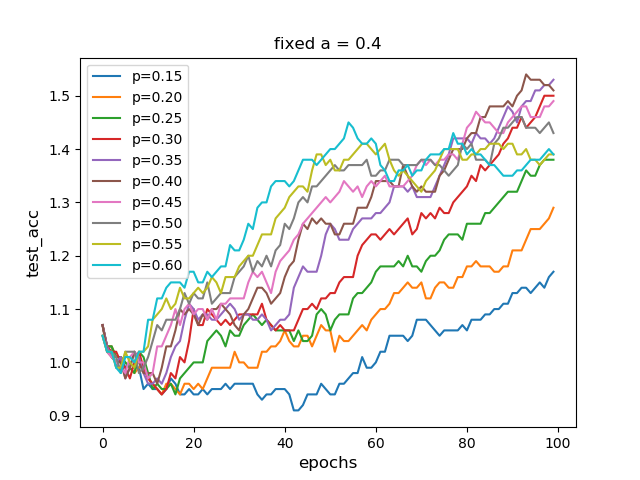 fixed a = 0.4
test_acc
1.5
1.4
1.3
1.2
1.1
1.0
0.9
p=0.15
p=0.20
p=0.25
p=0.30
p=0.35
p=0.40
p=0.45
p=0.50
p=0.55
p=0.60
0 20 40 60 80 100
epochs